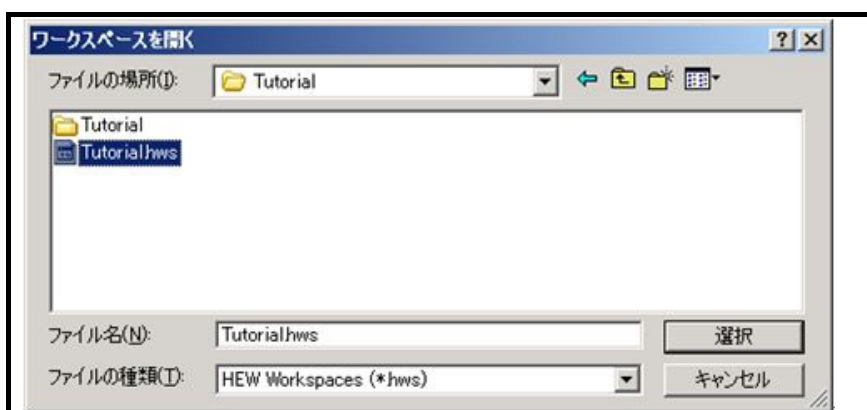 ワークスペースを開く
ファイルの場所(I): Tutorial
Tutorial
Tutorial.hws
ファイル名(N): Tutorial.hws 選択
ファイルの種類(T): HEW Workspaces (*.hws) キャンセル